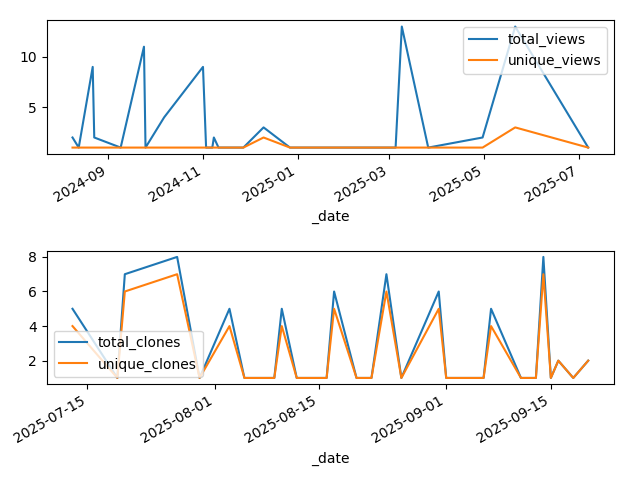 10
5
total_views
unique_views
2024-09
2024-11
2025-01
2025-03
2025-05
2025-07
_date
8
6
4
2
total_clones
unique_clones
2025-07-15
2025-08-01
2025-08-15
2025-09-01
2025-09-15
_date